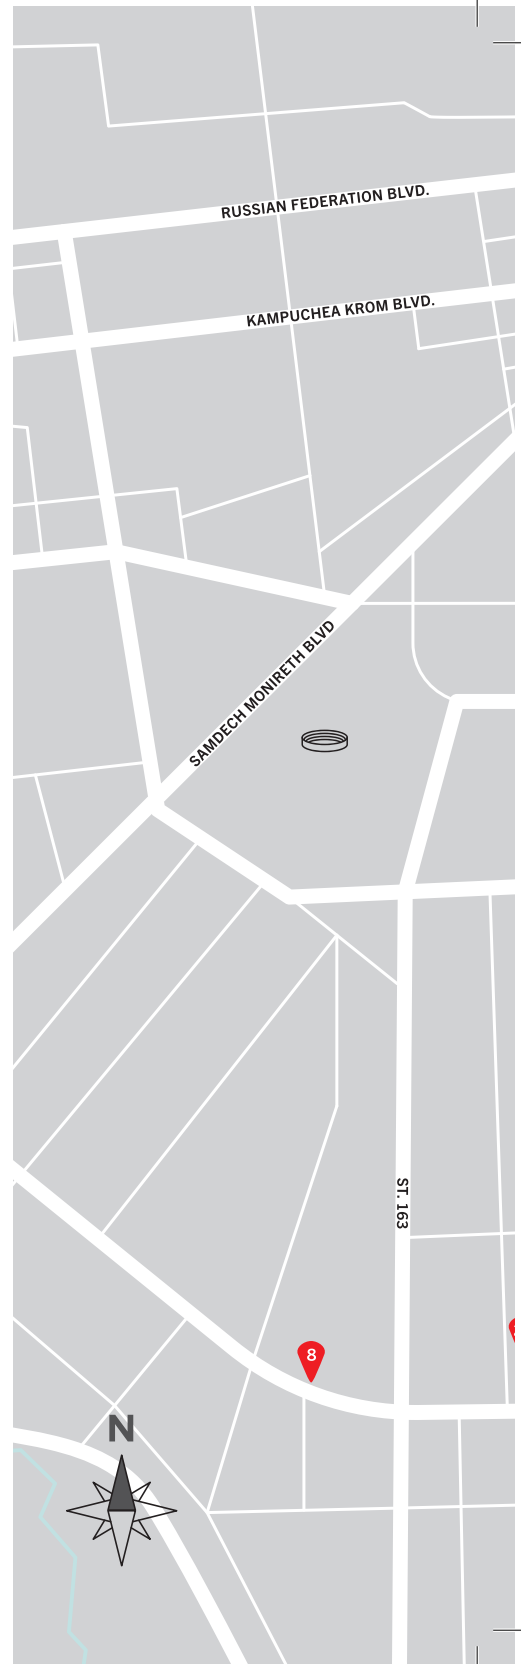 RUSSIAN FEDERATION BLVD.
KAMPUCHEA KROM BLVD.
SAMDECH MONIRETH BLVD
ST. 163
8
N